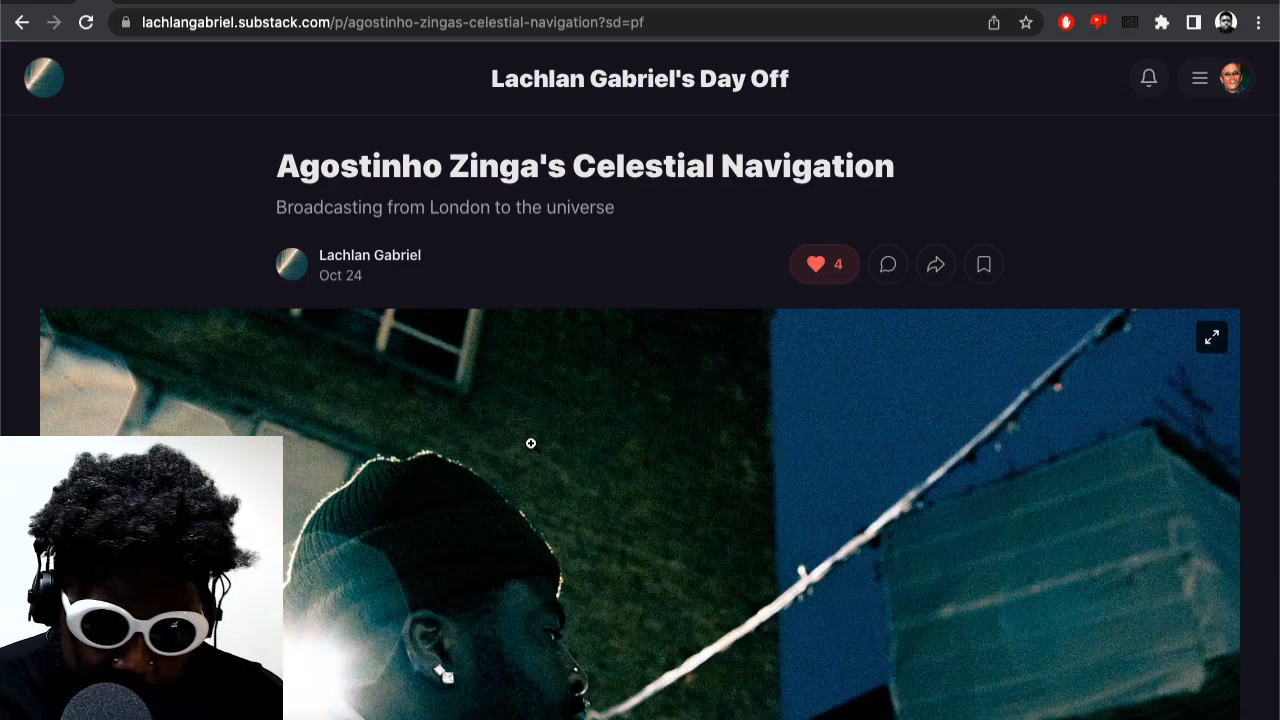 lachlangabriel.substack.com/p/agostinho-zingas-celestial-navigation?sd=pf
Lachlan Gabriel's Day Off
Agostinho Zinga's Celestial Navigation
Broadcasting from London to the universe
Lachlan Gabriel
Oct 24
4